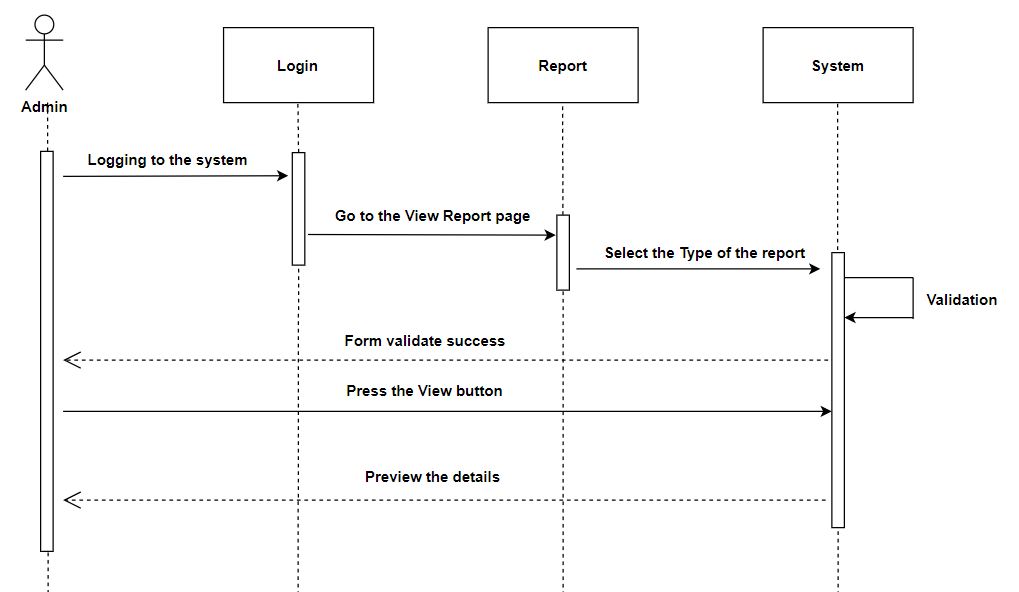 Admin
Login
Report
System
Logging to the system
Go to the View Report page
Select the Type of the report
Validation
Form validate success
Press the View button
Preview the details